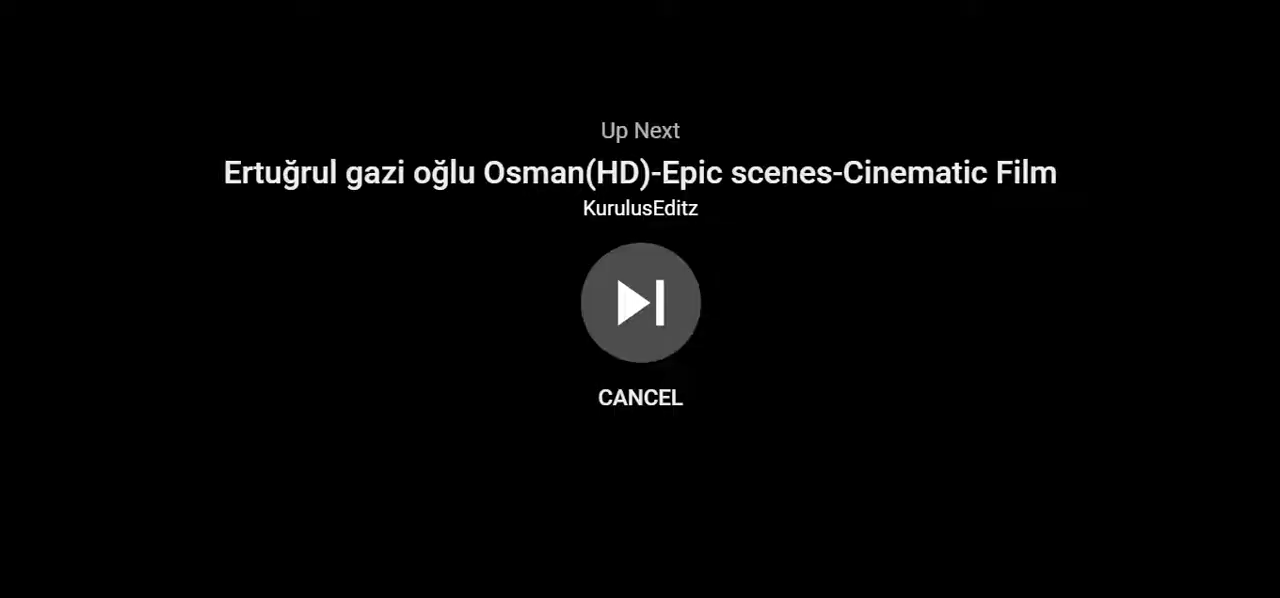 Up Next
Ertuğrul gazi oğlu Osman(HD)-Epic scenes-Cinematic Film
KurulusEditz
CANCEL